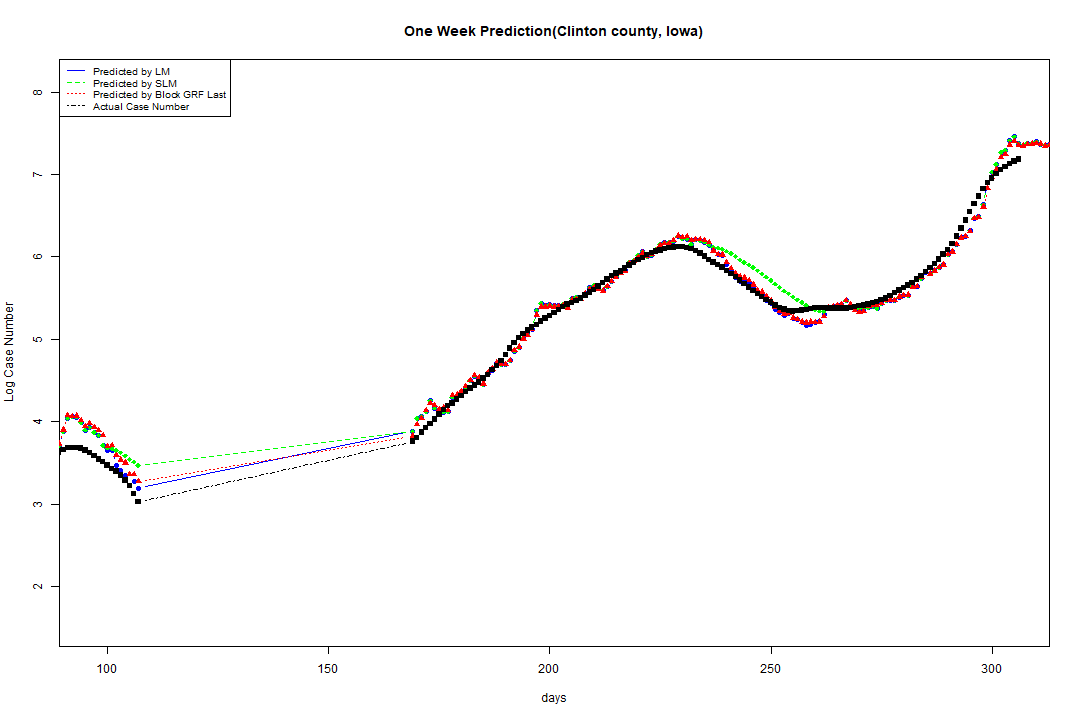 One Week Prediction(Clinton county, Iowa)
Predicted by LM
Predicted by SLM
Predicted by Block GRF Last
Actual Case Number
8
7
6
5
4
3
2
Log Case Number
100 150 200 250 300
days